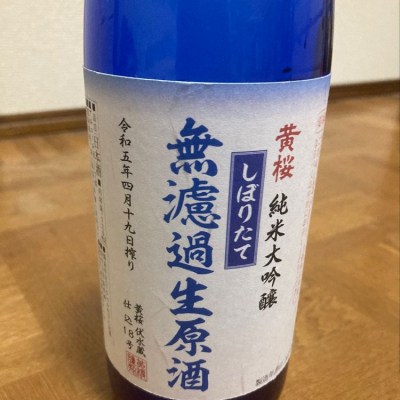 黄桜
純米大吟醸
しぼりたて
無濾過生原酒
令和五年四月十九日搾り
黄桜 伏水蔵
仕込18号